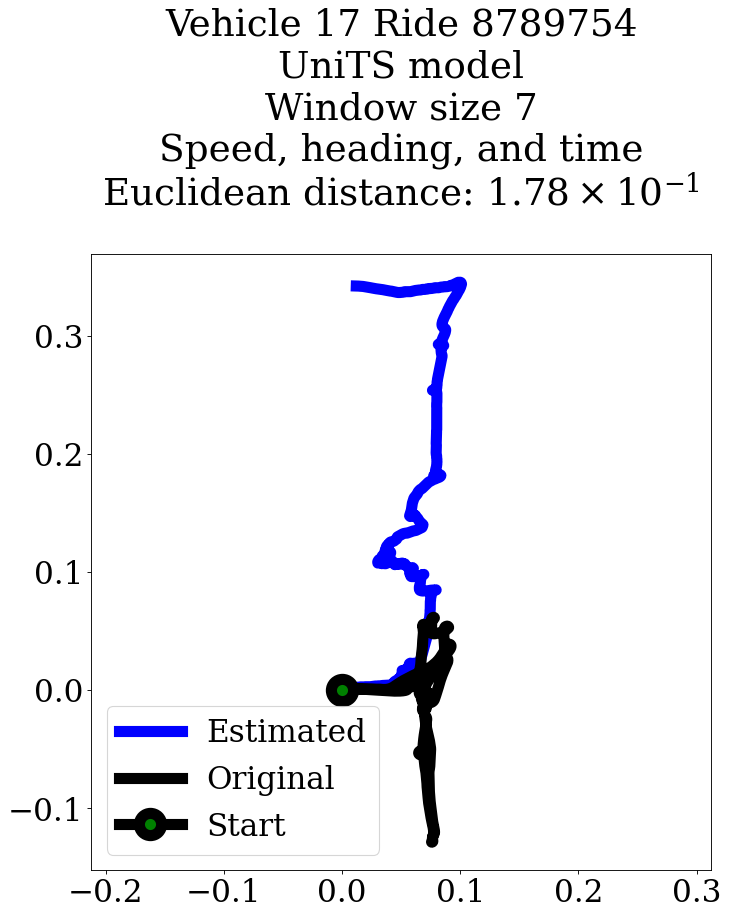 Vehicle 17 Ride 8789754
UniTS model
Window size 7
Speed, heading, and time
Euclidean distance: 1.78 × 10⁻¹
0.3
0.2
0.1
0.0
−0.1
Estimated
Original
Start
−0.2 −0.1 0.0 0.1 0.2 0.3